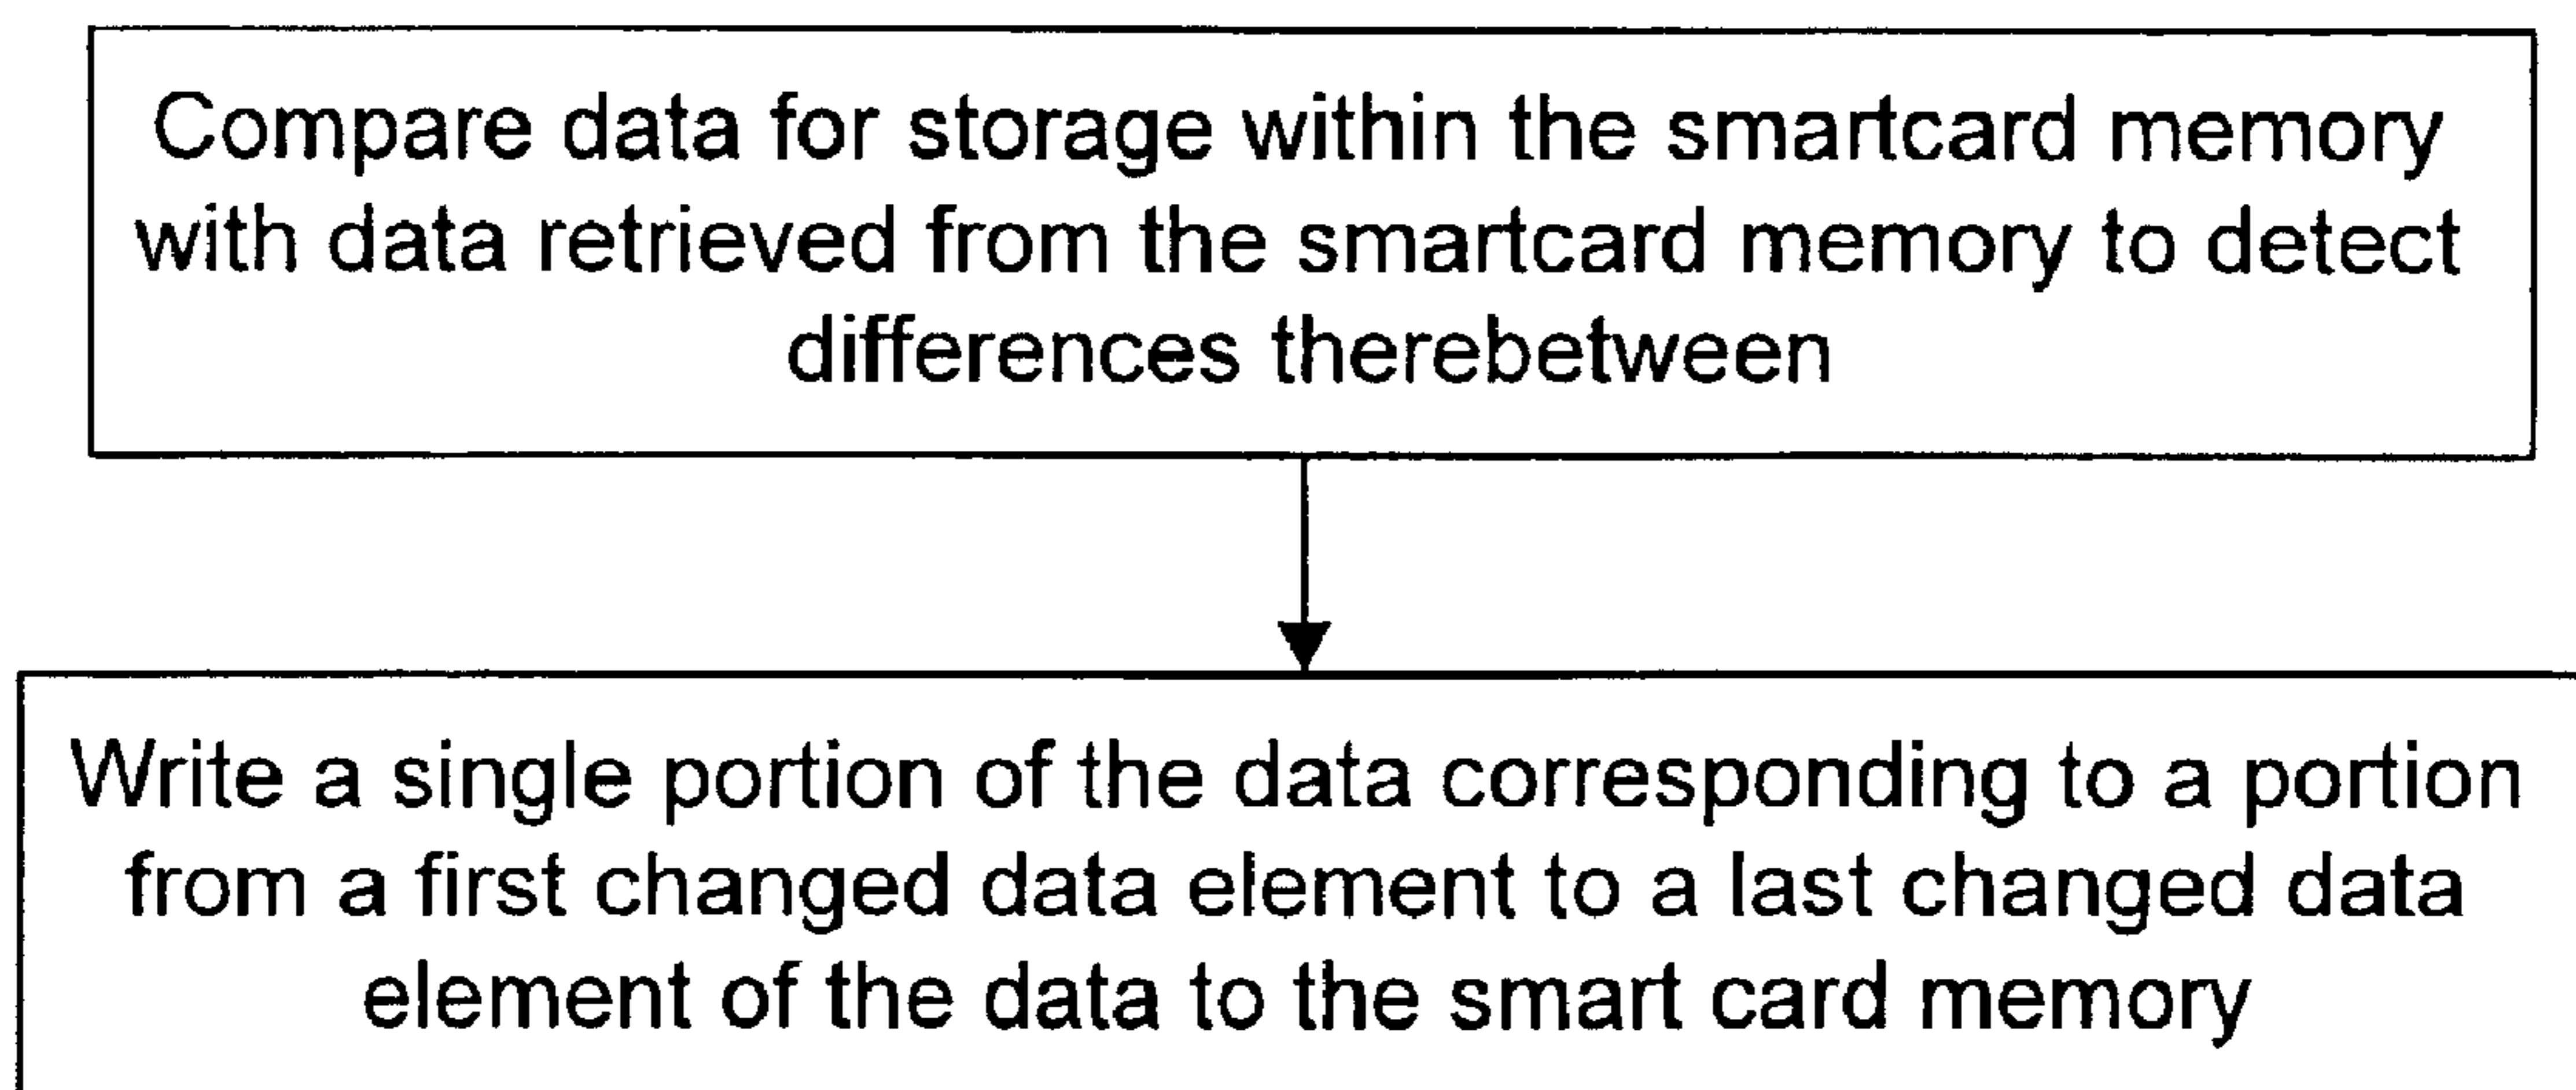 Compare data for storage within the smartcard memory
with data retrieved from the smartcard memory to detect
differences therebetween
Write a single portion of the data corresponding to a portion
from a first changed data element to a last changed data
element of the data to the smart card memory